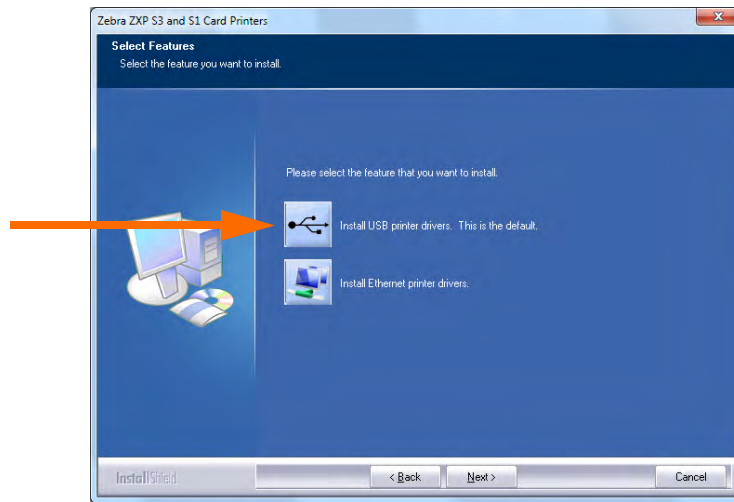 Zebra ZXP S3 and S1 Card Printers
Select Features
Select the feature you want to install.
Please select the feature that you want to install.
Install USB printer drivers. This is the default.
Install Ethernet printer drivers.
InstallShield
< Back
Next >
Cancel